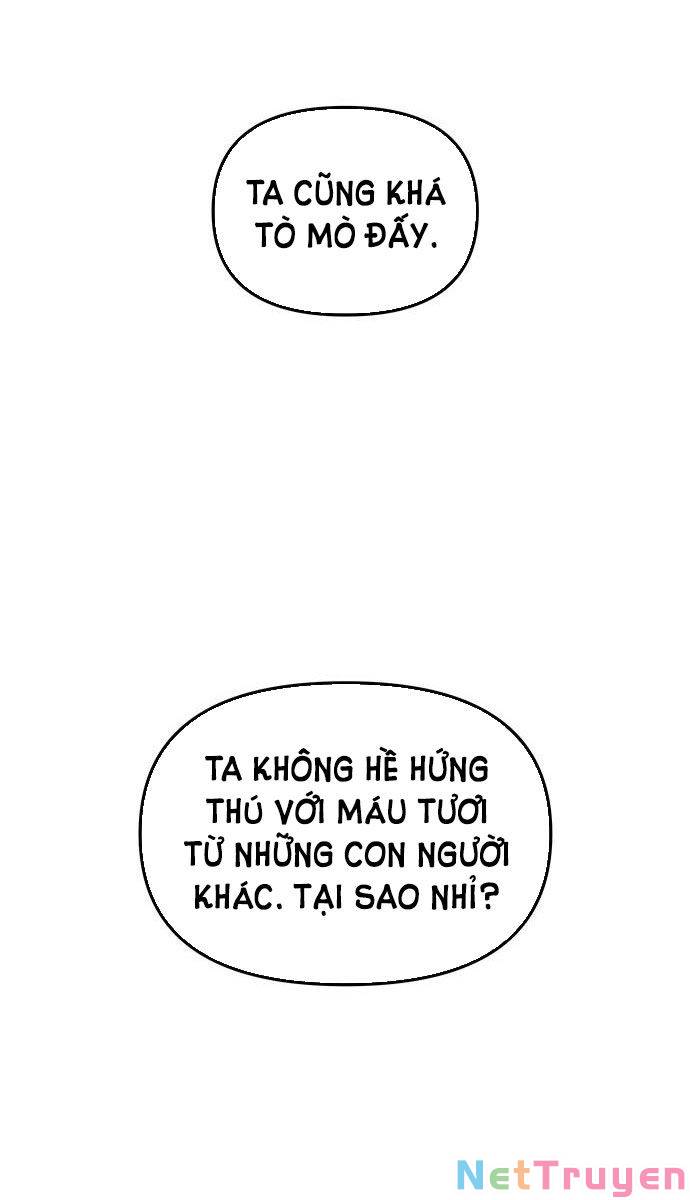 TA CŨNG KHÁ
TÒ MÒ ĐẤY.
TA KHÔNG HỀ HỨNG
THÚ VỚI MÁU TƯƠI
TỪ NHỮNG CON NGƯỜI
KHÁC. TẠI SAO NHỈ?
NetTruyen